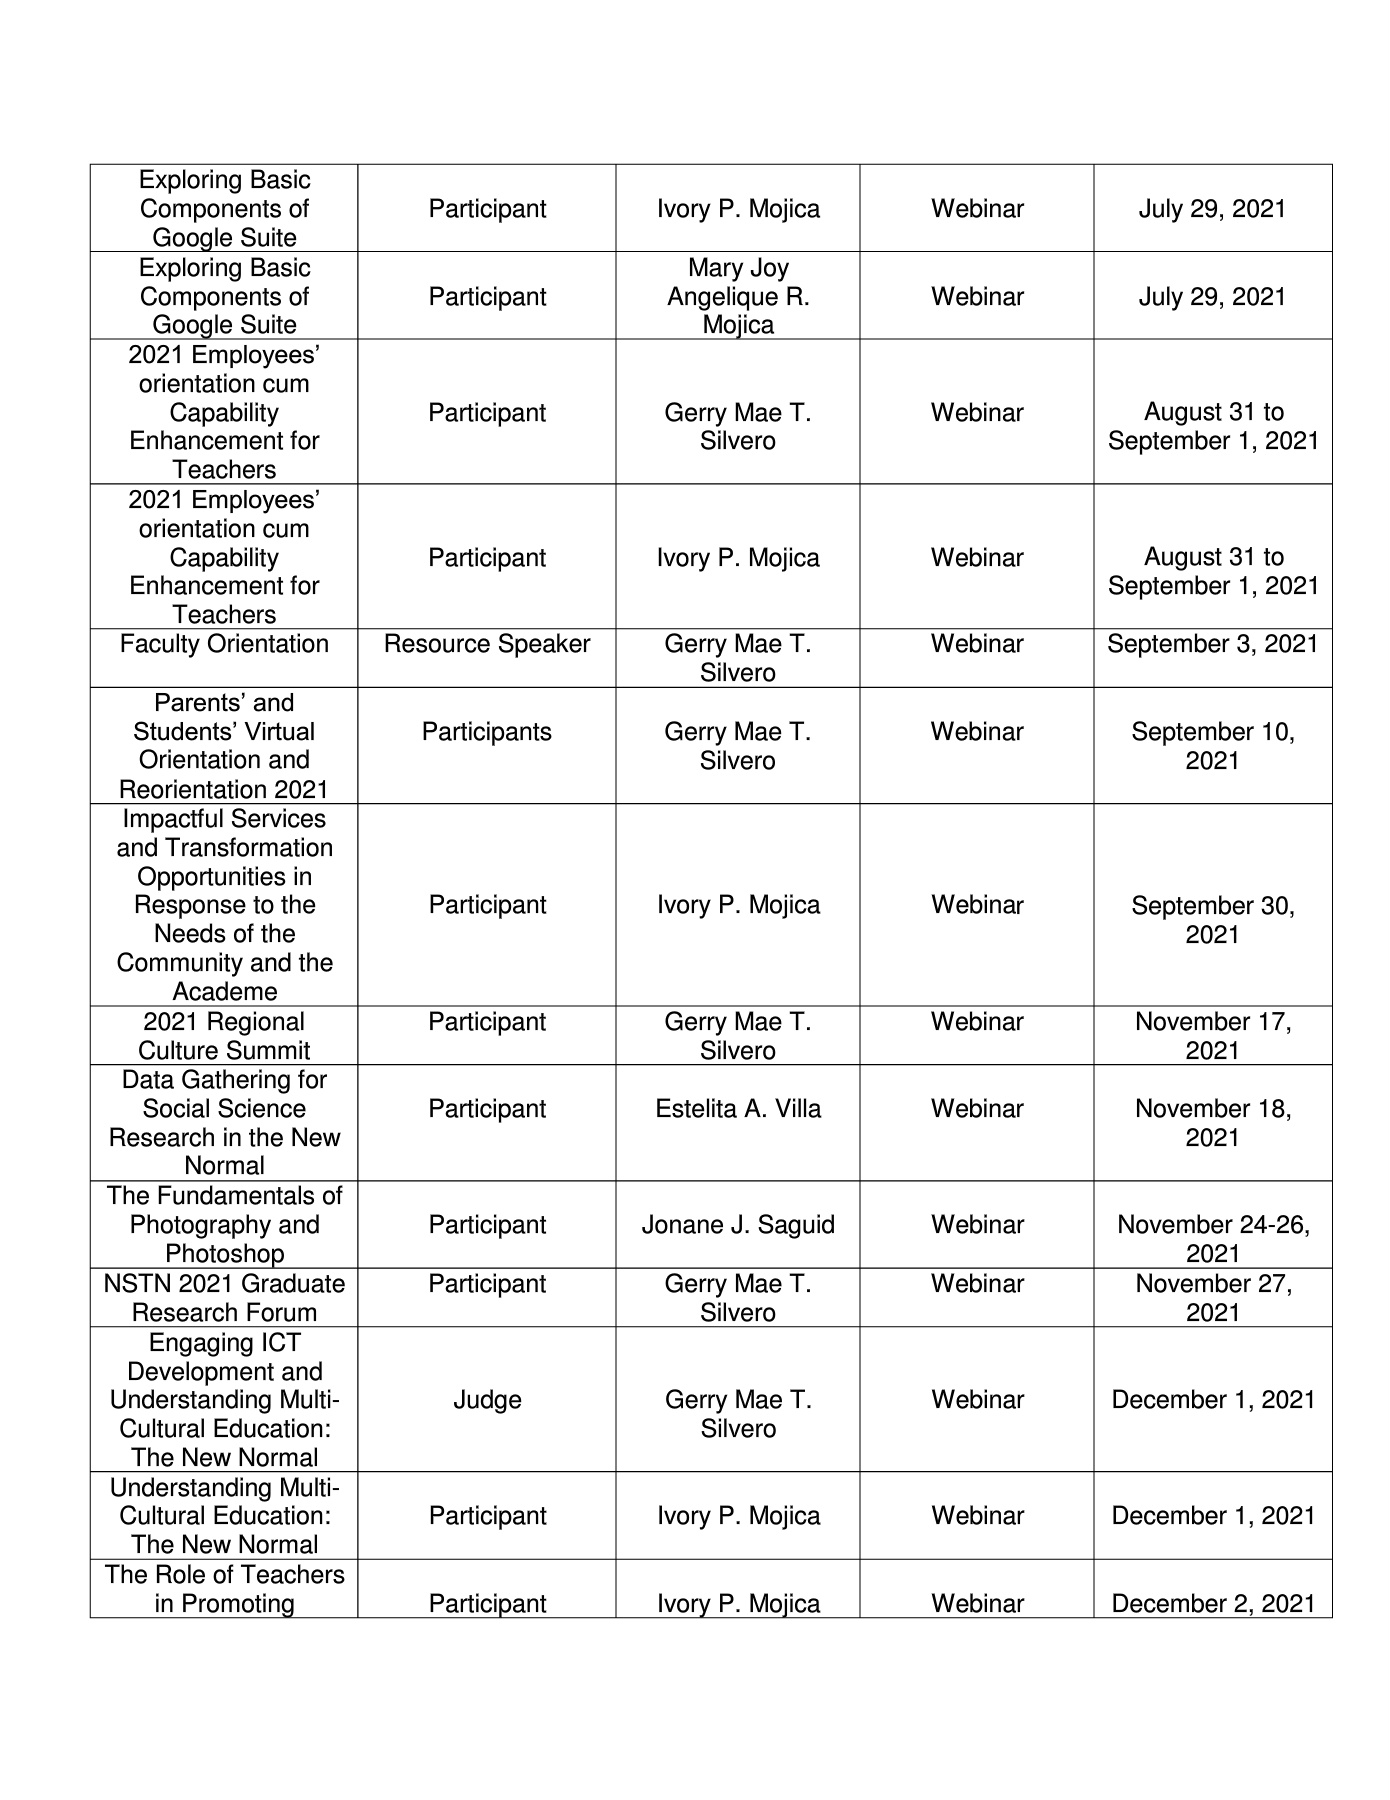 Exploring Basic
Components of
Google Suite
Participant
Ivory P. Mojica
Webinar
July 29, 2021
Exploring Basic
Components of
Google Suite
Participant
Mary Joy
Angelique R.
Mojica
Webinar
July 29, 2021
2021 Employees’
orientation cum
Capability
Enhancement for
Teachers
Participant
Gerry Mae T.
Silvero
Webinar
August 31 to
September 1, 2021
2021 Employees’
orientation cum
Capability
Enhancement for
Teachers
Participant
Ivory P. Mojica
Webinar
August 31 to
September 1, 2021
Faculty Orientation
Resource Speaker
Gerry Mae T.
Silvero
Webinar
September 3, 2021
Parents’ and
Students’ Virtual
Orientation and
Reorientation 2021
Participants
Gerry Mae T.
Silvero
Webinar
September 10,
2021
Impactful Services
and Transformation
Opportunities in
Response to the
Needs of the
Community and the
Academe
Participant
Ivory P. Mojica
Webinar
September 30,
2021
2021 Regional
Culture Summit
Participant
Gerry Mae T.
Silvero
Webinar
November 17,
2021
Data Gathering for
Social Science
Research in the New
Normal
Participant
Estelita A. Villa
Webinar
November 18,
2021
The Fundamentals of
Photography and
Photoshop
Participant
Jonane J. Saguid
Webinar
November 24-26,
2021
NSTN 2021 Graduate
Research Forum
Participant
Gerry Mae T.
Silvero
Webinar
November 27,
2021
Engaging ICT
Development and
Understanding Multi-
Cultural Education:
The New Normal
Judge
Gerry Mae T.
Silvero
Webinar
December 1, 2021
Understanding Multi-
Cultural Education:
The New Normal
Participant
Ivory P. Mojica
Webinar
December 1, 2021
The Role of Teachers
in Promoting
Participant
Ivory P. Mojica
Webinar
December 2, 2021